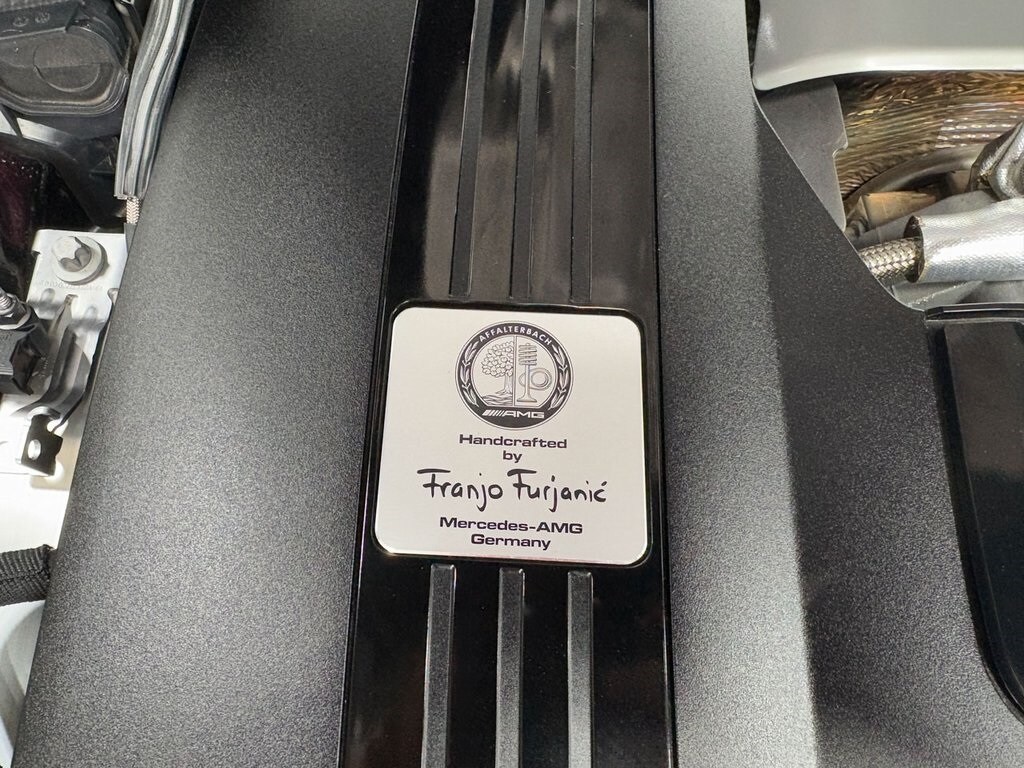 AFFALTERBACH
AMG
Handcrafted
by
Franjo Furjanić
Mercedes-AMG
Germany